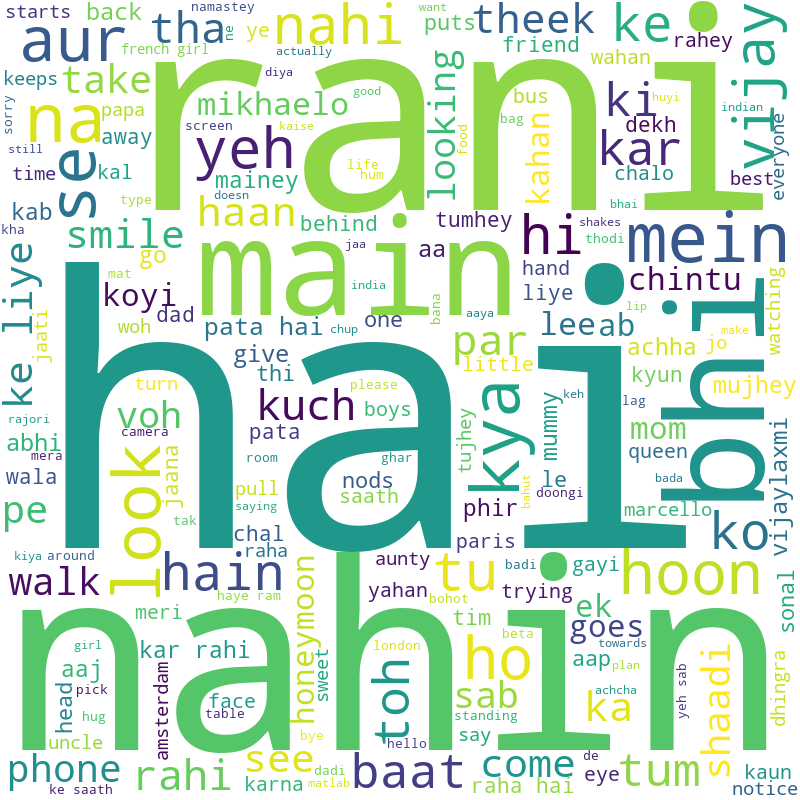 starts back namastey puts theek ke rahey vijay
aur tha ye nahi friend
french girl ne actually want
keeps take diya rani good wahan huyi indian
sorry na papa mikhaelo looking bus ki dekh everyone
still away screen kaise bag food kar
time kal se yeh life hum kahan chalo best
type mainey doesn bhai
kab haan behind tumhey hi shakes mein
kha smile main jaa aa hand thodi
ke liye go mat koyi india bana liye chintu watching
jaati woh dad pata hai chup one aaya leeab lip
rajori turn give par achha jo make
hai thi please little kyun mujhey bhi
voh kuch boys kya mummy keh lag
abhi camera pata tujhey mom
mera look jaana room ghar nods le queen bada
wala pull saath bahut doongi
pe tak saying phir marcello
chal ko vijaylaxmi
kiya around raha paris
walk hain aunty tu badi gayi hoon sonal
haye ram honeymoon yahan trying
meri bohot tim ek
girl kar rahi sweet toh london beta ho goes towards
aaj aap plan shaadi dhingra
head pick face sab achcha ka yeh sab
hug amsterdam table standing
uncle nahin bye hello say
phone see baat come de tum kaun
rahi dadi eye
ke saath karna matlab raha hai notice